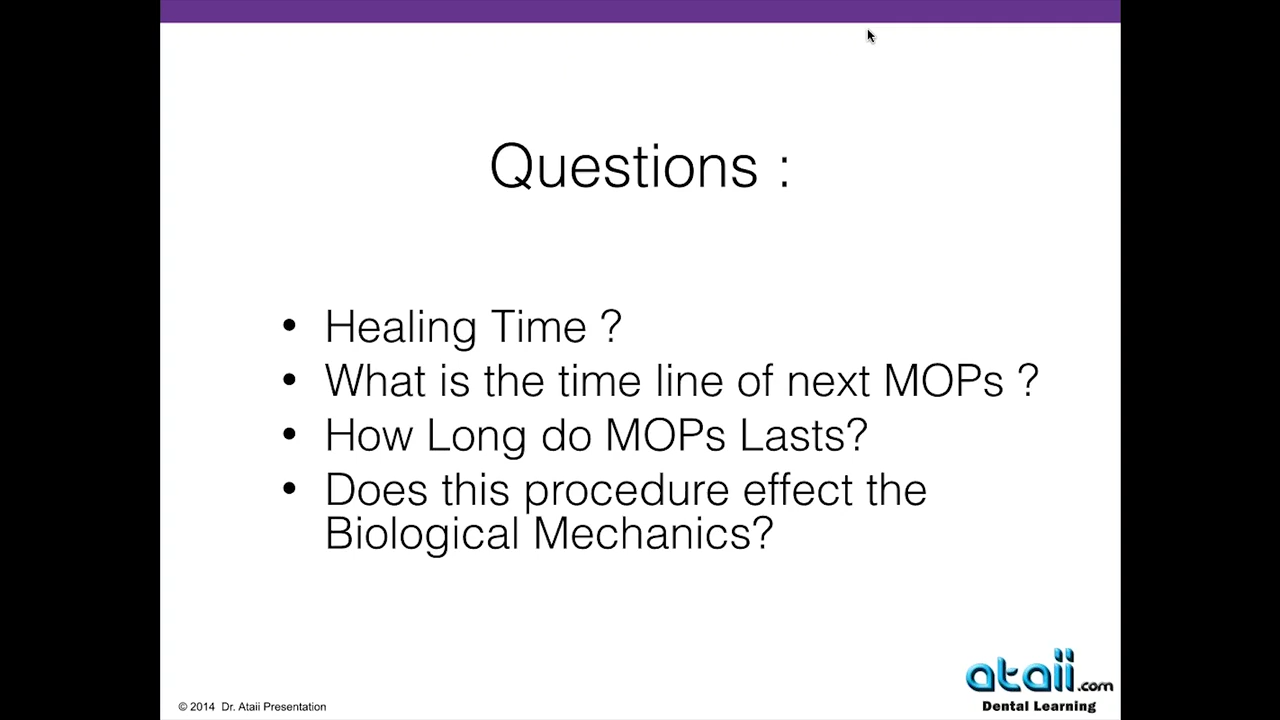 Questions :
• Healing Time ?
• What is the time line of next MOPs ?
• How Long do MOPs Lasts?
• Does this procedure effect the
Biological Mechanics?
© 2014 Dr. Ataii Presentation
ataii.com
Dental Learning